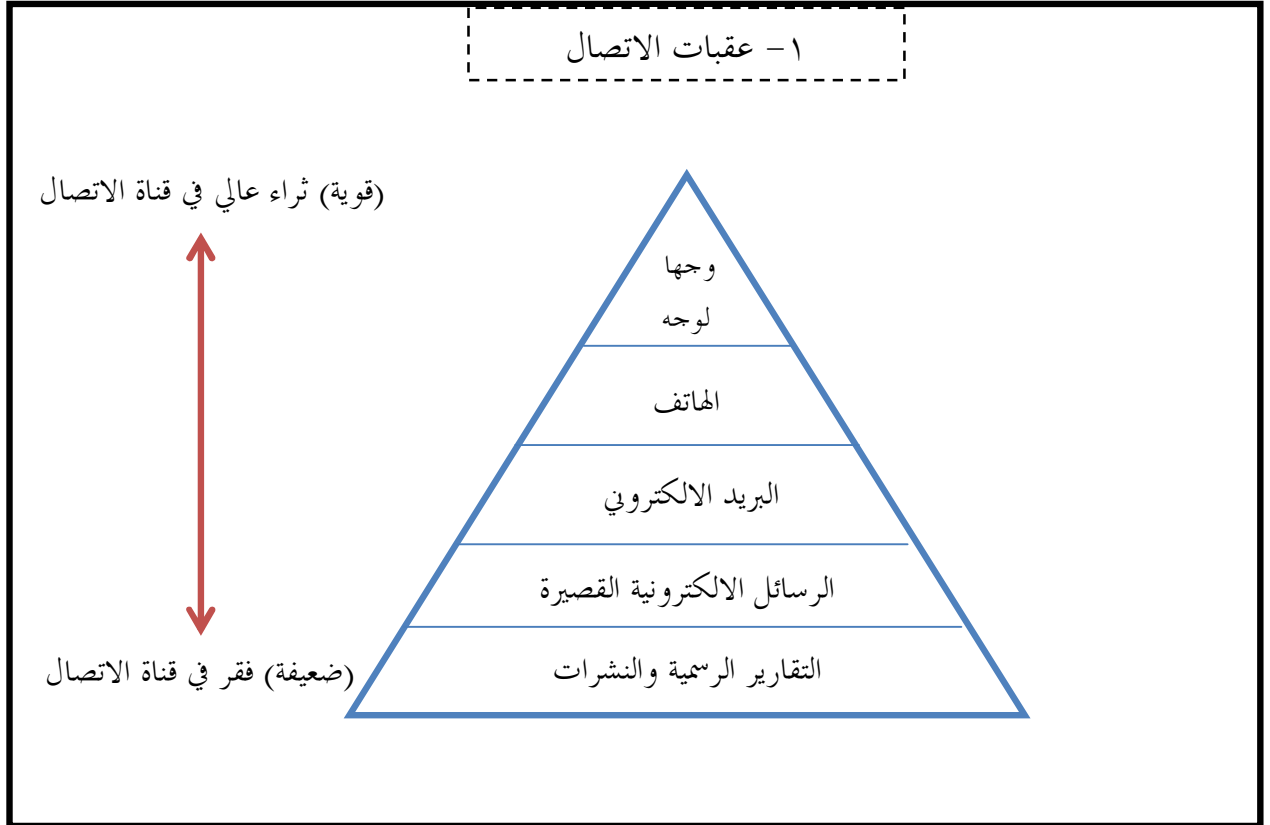 ١- عقبات الاتصال
(قوية) ثراء عالي في قناة الاتصال
وجها
لوجه
الهاتف
البريد الالكتروني
الرسائل الالكترونية القصيرة
التقارير الرسمية والنشرات
(ضعيفة) فقر في قناة الاتصال